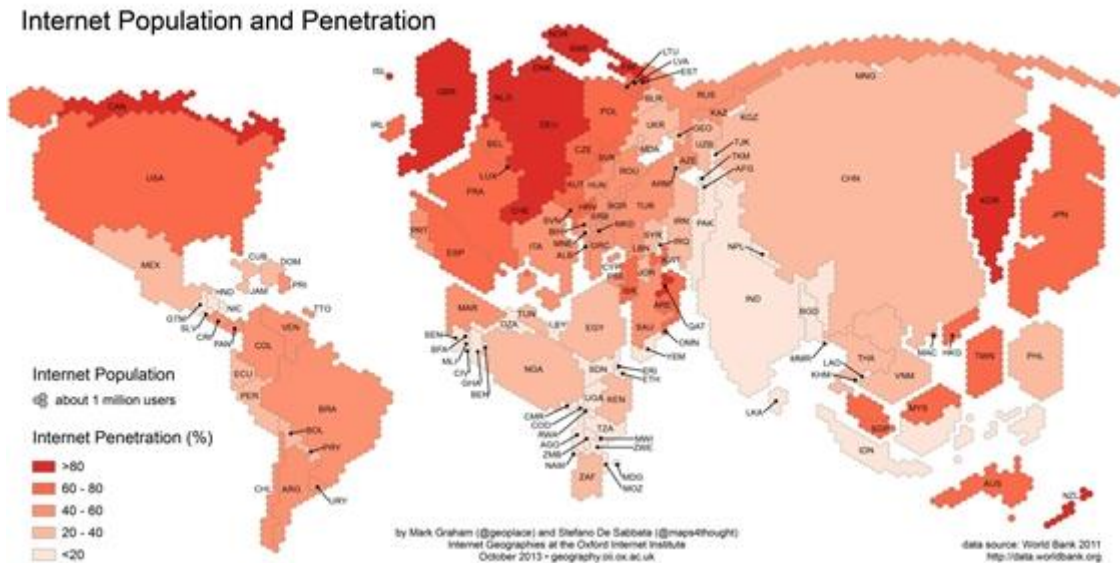 Internet Population and Penetration
NOR
SWE
FIN
LTU
LVA
EST
ISL
DNK
MNG
CAN
GBR
NLD
DEU
POL
BLR
RUS
KAZ
KGZ
IRL
UKR
GEO
BEL
CZE
MDA
UZB
TJK
USA
LUX
SVK
ROU
AZE
TKM
AFG
FRA
AUT
HUN
ARM
CHN
CHE
SVN
HRV
SRB
BGR
TUR
IRN
PAK
KOR
JPN
PRT
ESP
ITA
BIH
MNE
ALB
MKD
GRC
SYR
LBN
IRQ
NPL
MEX
CUB
DOM
JAM
PRI
HND
NIC
GTM
SLV
CRI
PAN
TTO
CYP
JOR
KWT
ISR
ARE
IND
BGD
MAR
TUN
DZA
LBY
EGY
SAU
QAT
OMN
YEM
VEN
COL
SEN
BFA
MLI
CIV
GHA
BEN
NGA
SDN
ERI
ETH
MMR
LAO
KHM
THA
VNM
MAC
HKG
TWN
PHL
ECU
PER
BRA
UGA
KEN
LKA
MYS
SGP
IDN
CMR
COD
RWA
AGO
ZMB
NAM
TZA
MWI
ZWE
BOL
PRY
CHL
ARG
URY
ZAF
MDG
MOZ
AUS
NZL
Internet Population
about 1 million users
Internet Penetration (%)
>80
60 - 80
40 - 60
20 - 40
<20
by Mark Graham (@geoplace) and Stefano De Sabbata (@maps4thought)
Internet Geographies at the Oxford Internet Institute
October 2013 • geography.oii.ox.ac.uk
data source: World Bank 2011
http://data.worldbank.org